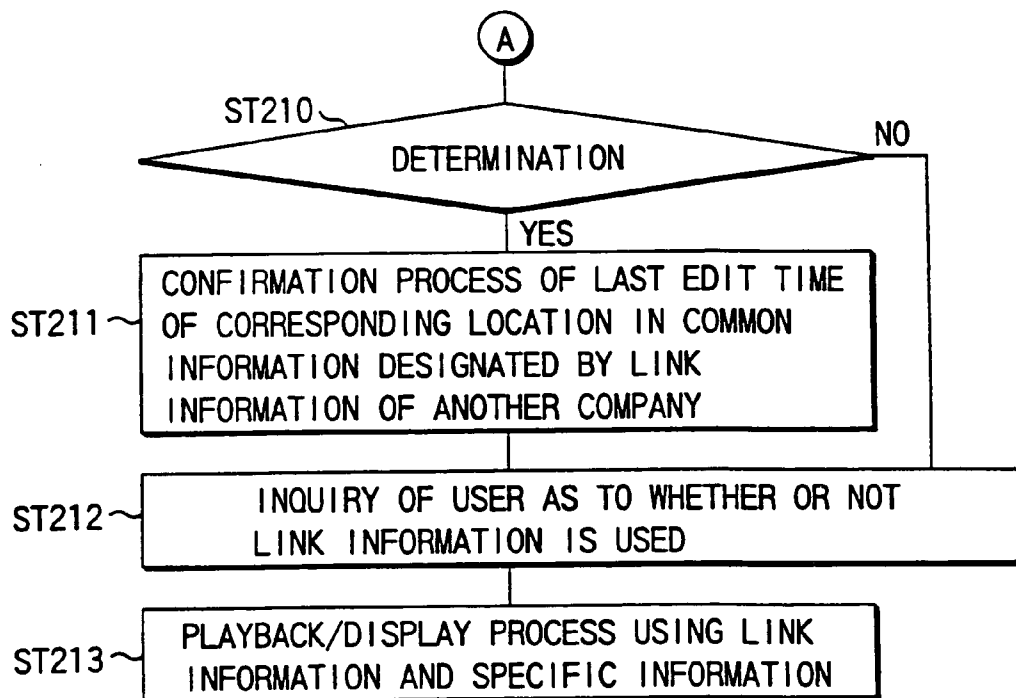 A
ST210
DETERMINATION
NO
YES
ST211
CONFIRMATION PROCESS OF LAST EDIT TIME
OF CORRESPONDING LOCATION IN COMMON
INFORMATION DESIGNATED BY LINK
INFORMATION OF ANOTHER COMPANY
ST212
INQUIRY OF USER AS TO WHETHER OR NOT
LINK INFORMATION IS USED
ST213
PLAYBACK/DISPLAY PROCESS USING LINK
INFORMATION AND SPECIFIC INFORMATION